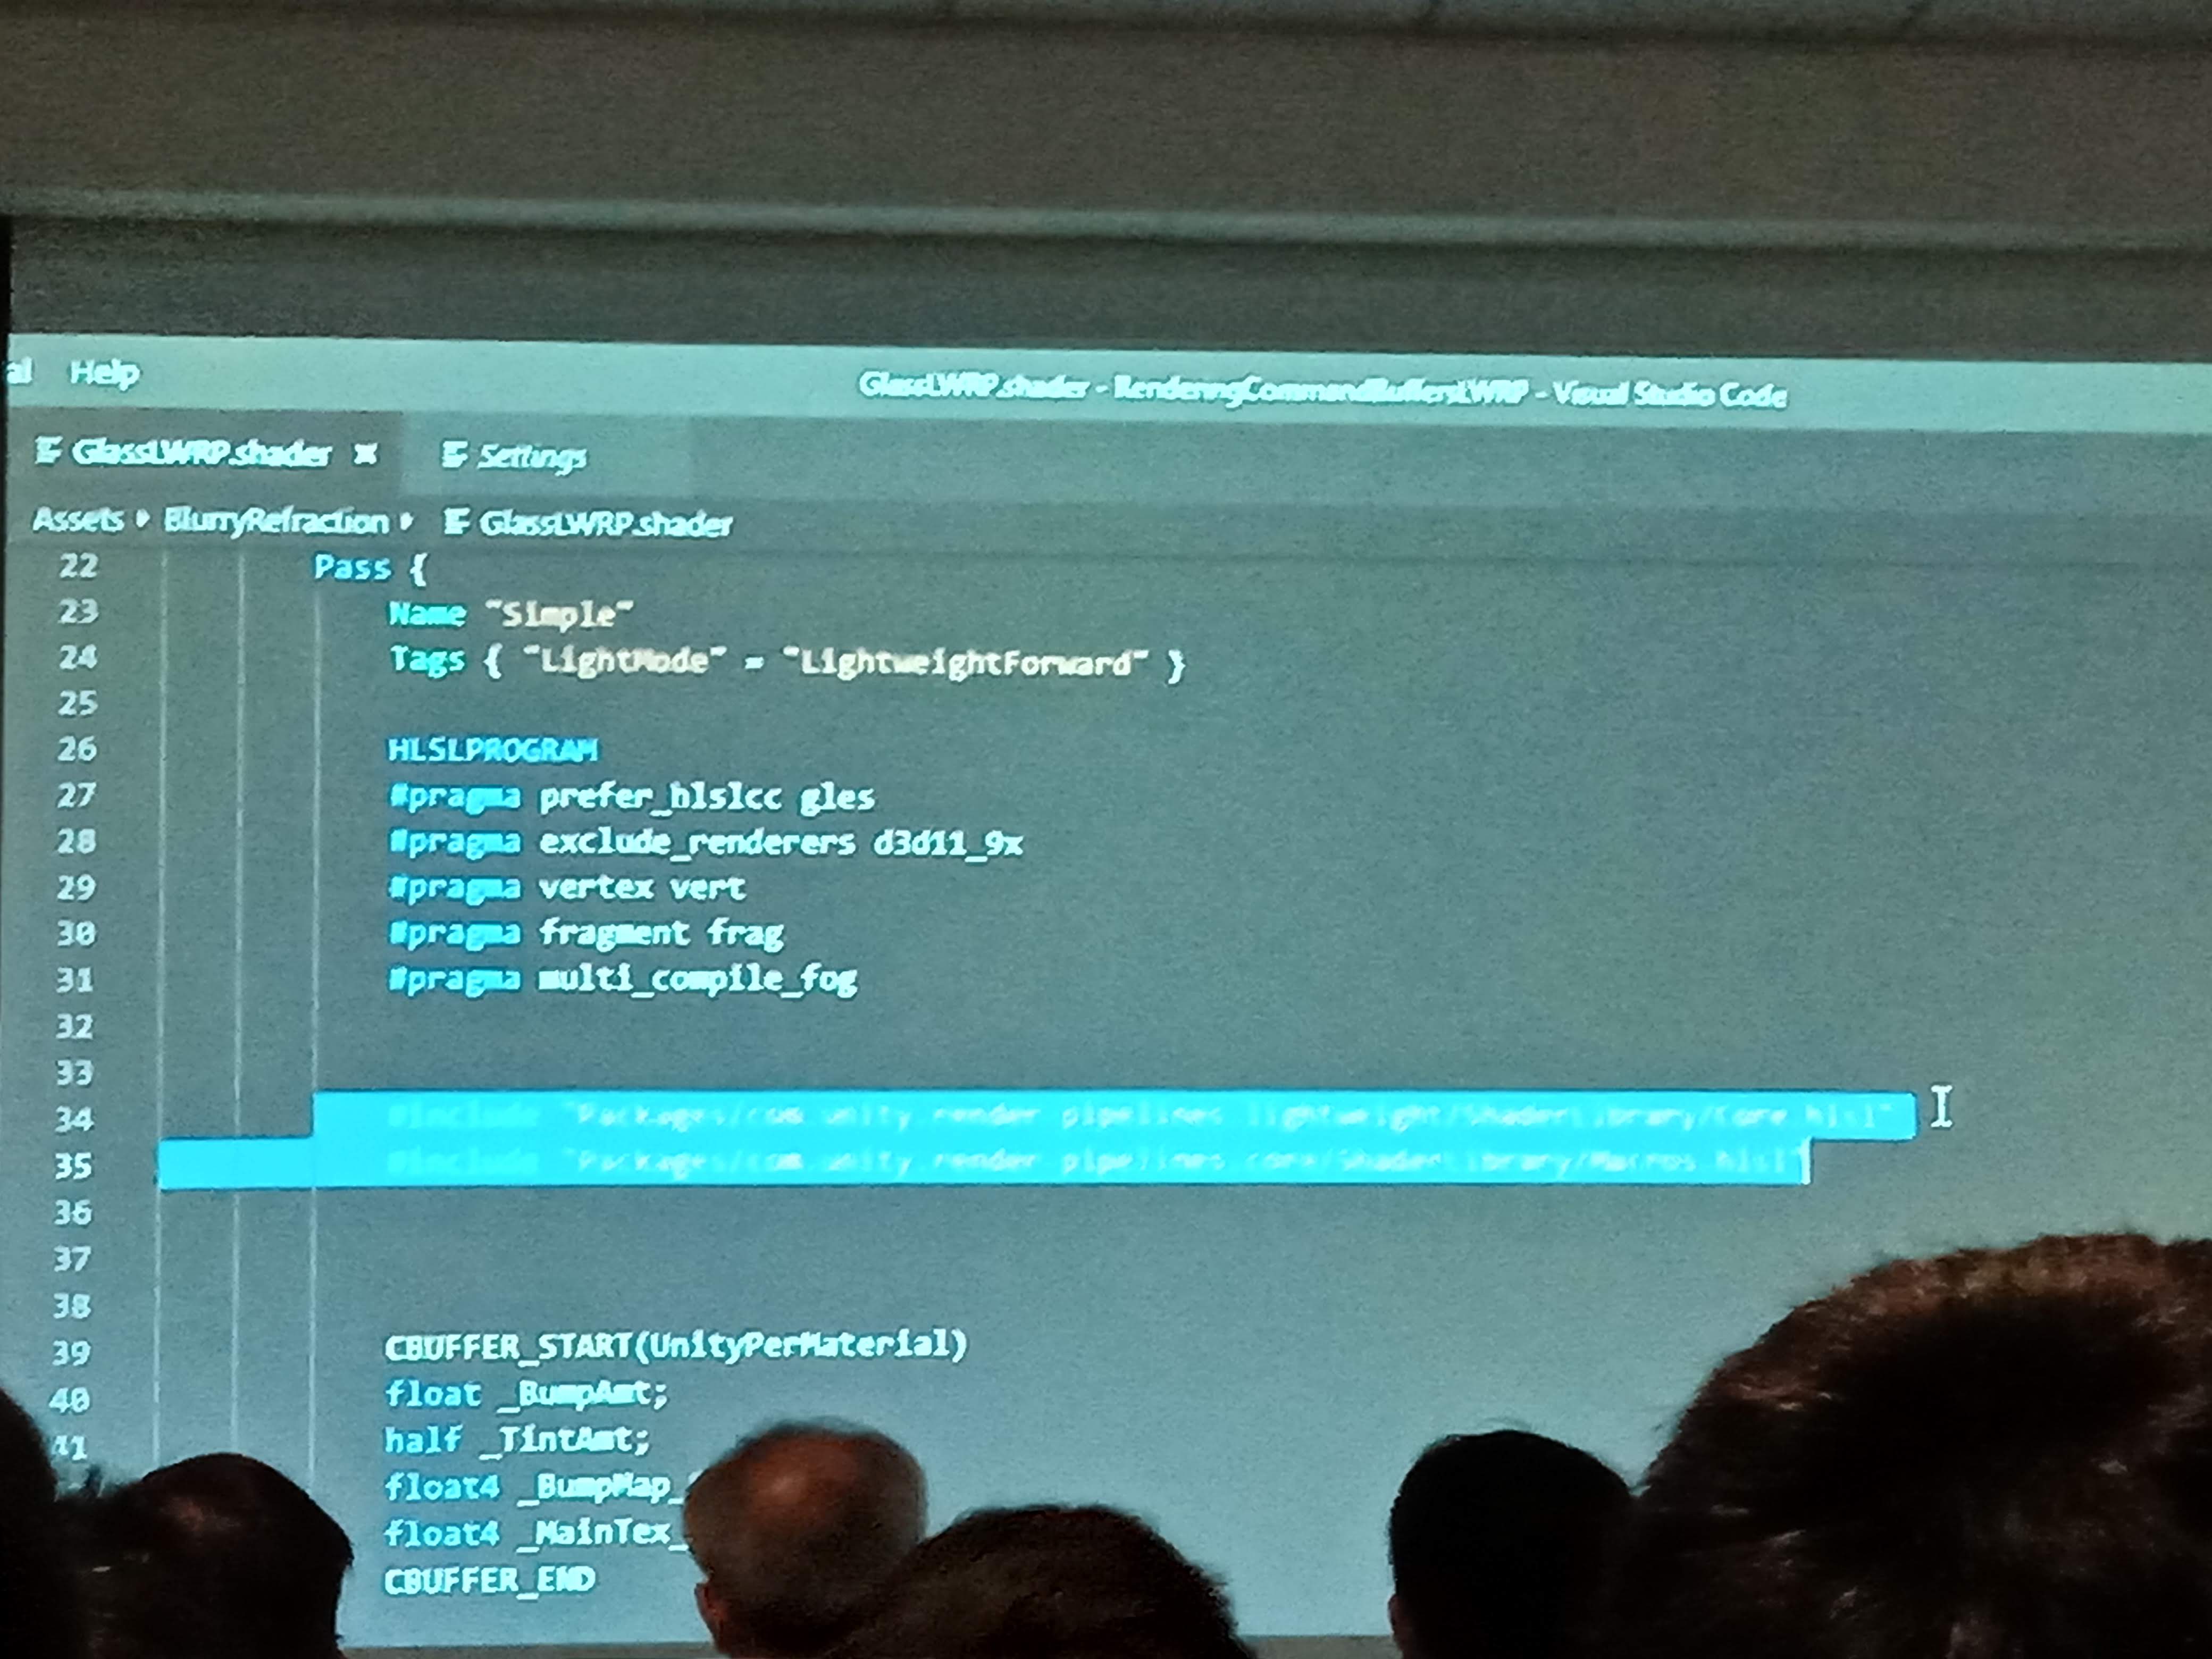 al Help GlassLWRP.shader - RenderingCommandBuffersLWRP - Visual Studio Code
GlassLWRP.shader × Settings
Assets ▸ BlurryRefraction ▸ GlassLWRP.shader
22 Pass {
23 Name "Simple"
24 Tags { "LightMode" = "LightweightForward" }
25
26 HLSLPROGRAM
27 #pragma prefer_hlslcc gles
28 #pragma exclude_renderers d3d11_9x
29 #pragma vertex vert
30 #pragma fragment frag
31 #pragma multi_compile_fog
32
33
34 #include "Packages/com.unity.render-pipelines.lightweight/ShaderLibrary/Core.hlsl"
35 #include "Packages/com.unity.render-pipelines.core/ShaderLibrary/Macros.hlsl"
36
37
38
39 CBUFFER_START(UnityPerMaterial)
40 float _BumpAmt;
41 half _TintAmt;
float4 _BumpMap_
float4 _MainTex_
CBUFFER_END